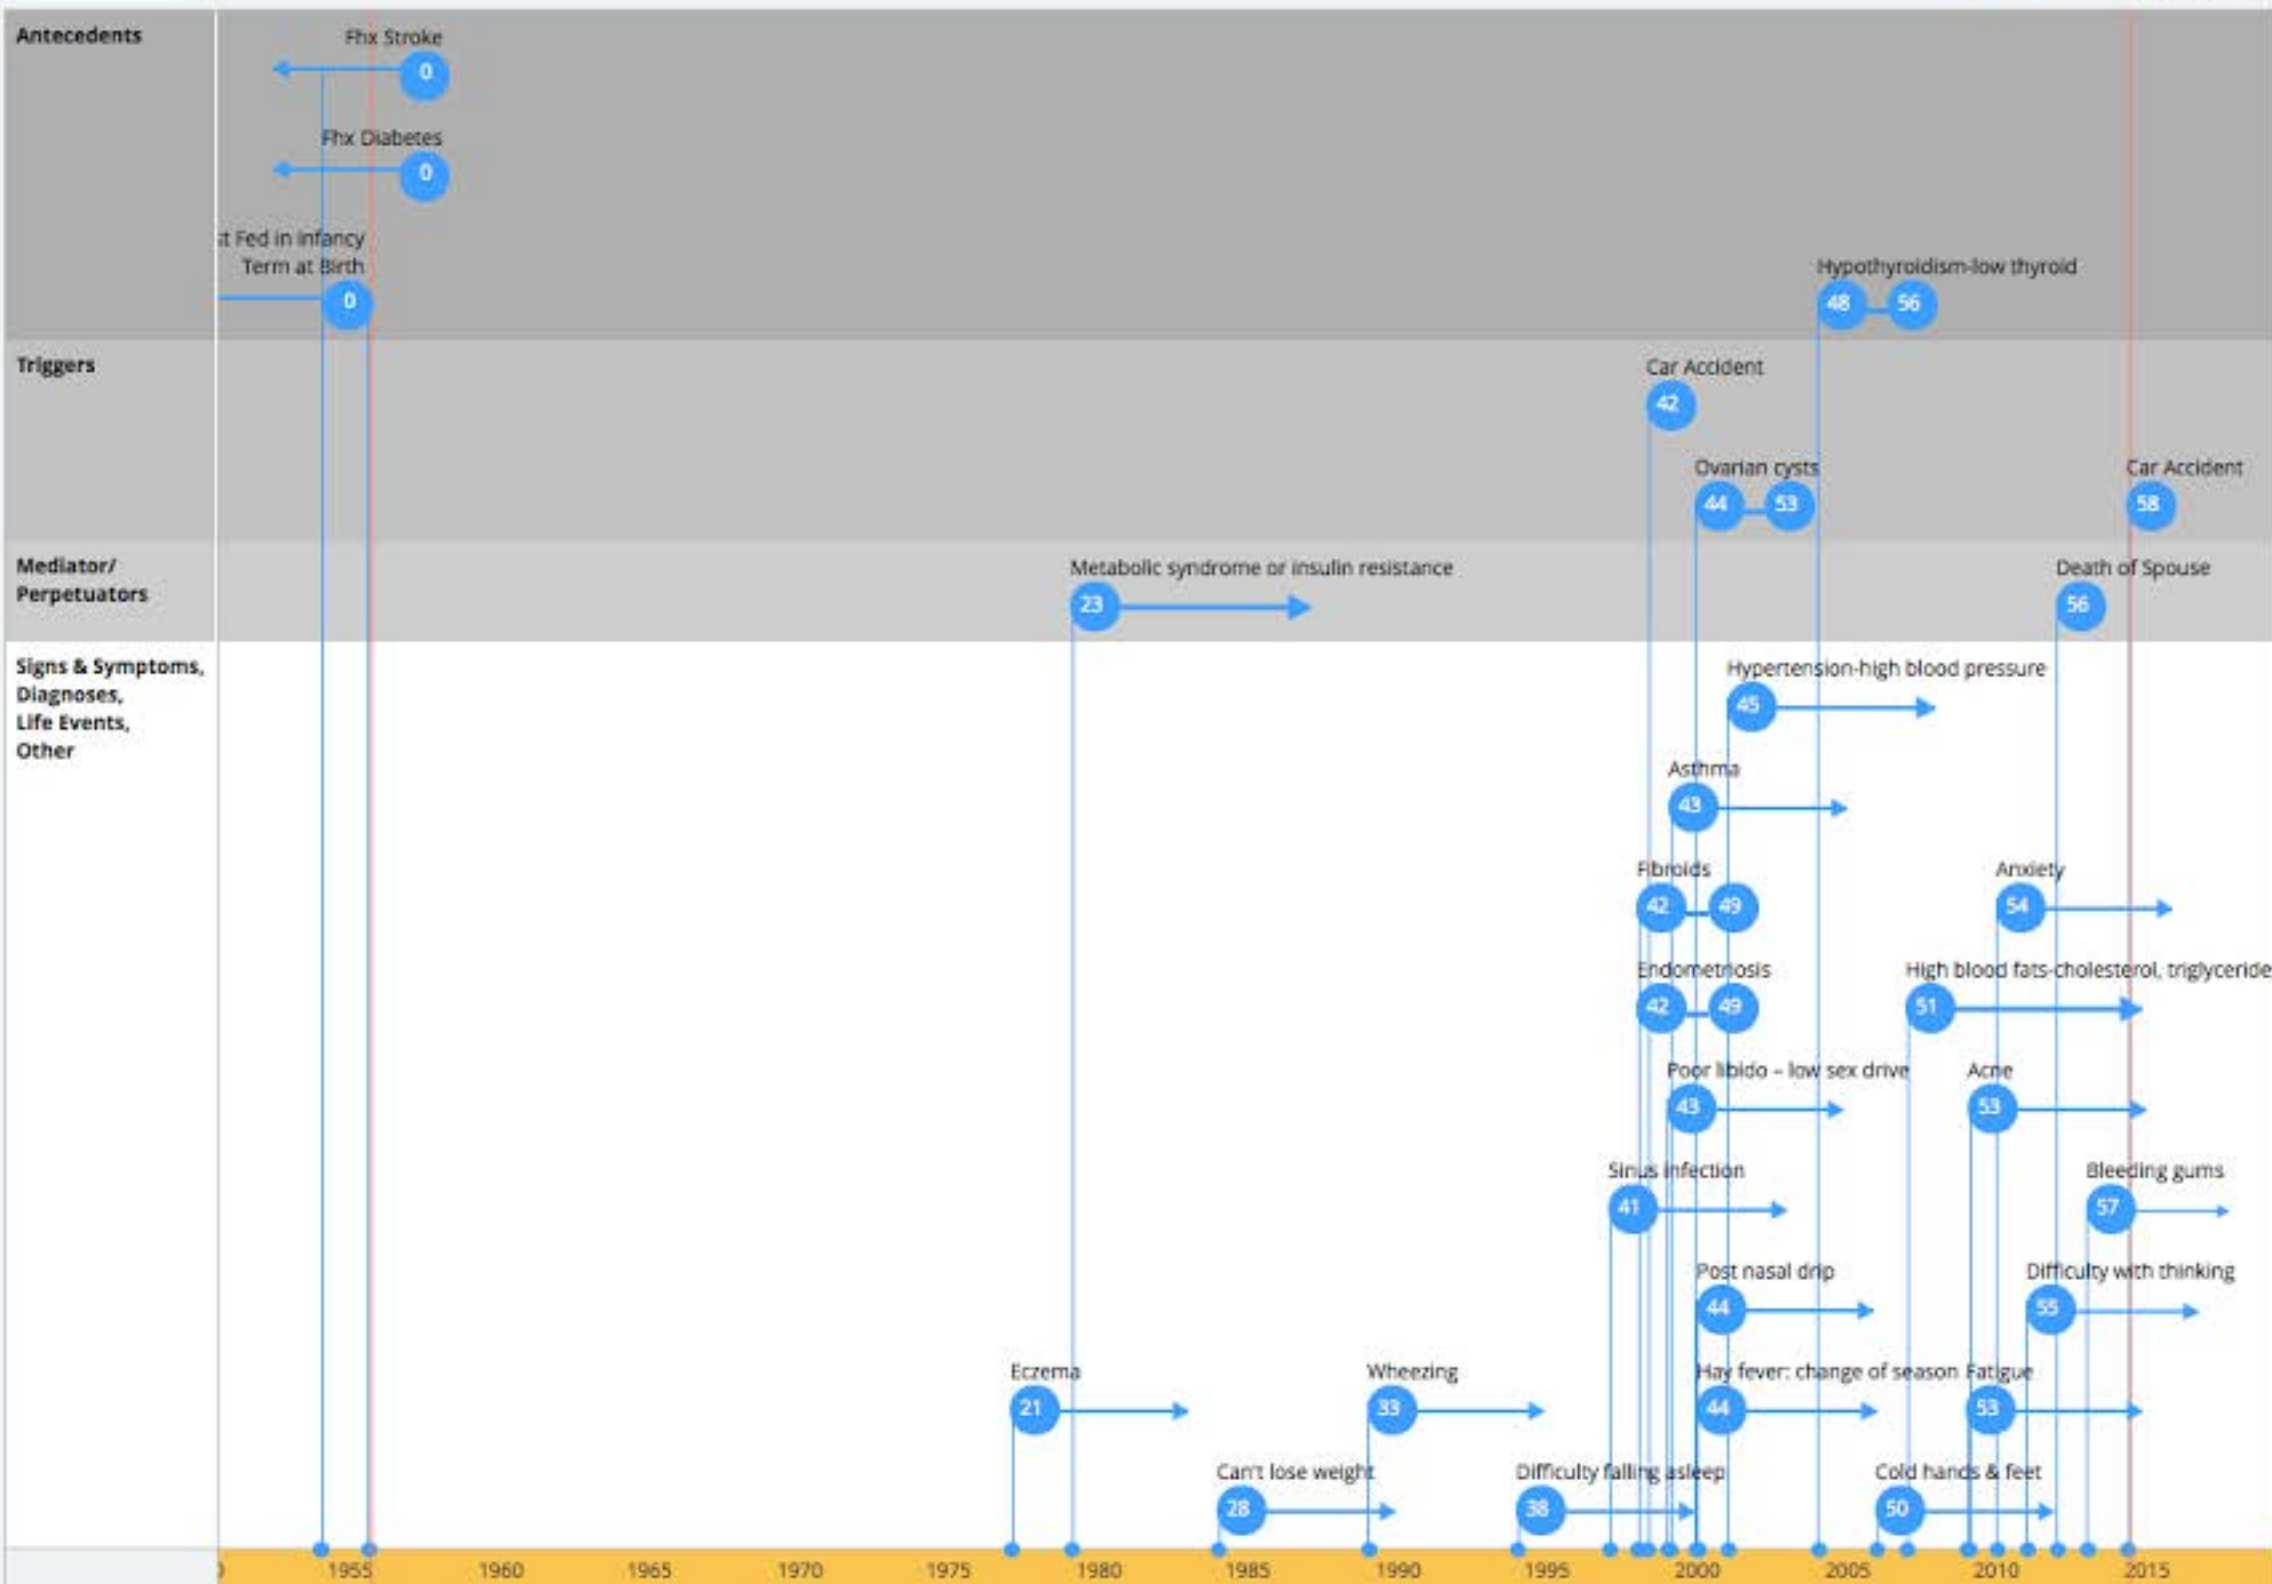 Antecedents
Fhx Stroke
0
Fhx Diabetes
0
t Fed in infancy
Term at Birth
0
Hypothyroidism-low thyroid
48 56
Triggers
Car Accident
42
Ovarian cysts
44 53
Car Accident
58
Mediator/
Perpetuators
Metabolic syndrome or insulin resistance
23
Death of Spouse
56
Signs & Symptoms,
Diagnoses,
Life Events,
Other
Hypertension-high blood pressure
45
Asthma
43
Fibroids
42 49
Anxiety
54
Endometriosis
42 49
High blood fats-cholesterol, triglyceride
51
Poor libido – low sex drive
43
Acne
53
Sinus infection
41
Bleeding gums
57
Post nasal drip
44
Difficulty with thinking
55
Eczema
21
Wheezing
33
Hay fever: change of season
44
Fatigue
53
Can't lose weight
28
Difficulty falling asleep
38
Cold hands & feet
50
1955 1960 1965 1970 1975 1980 1985 1990 1995 2000 2005 2010 2015